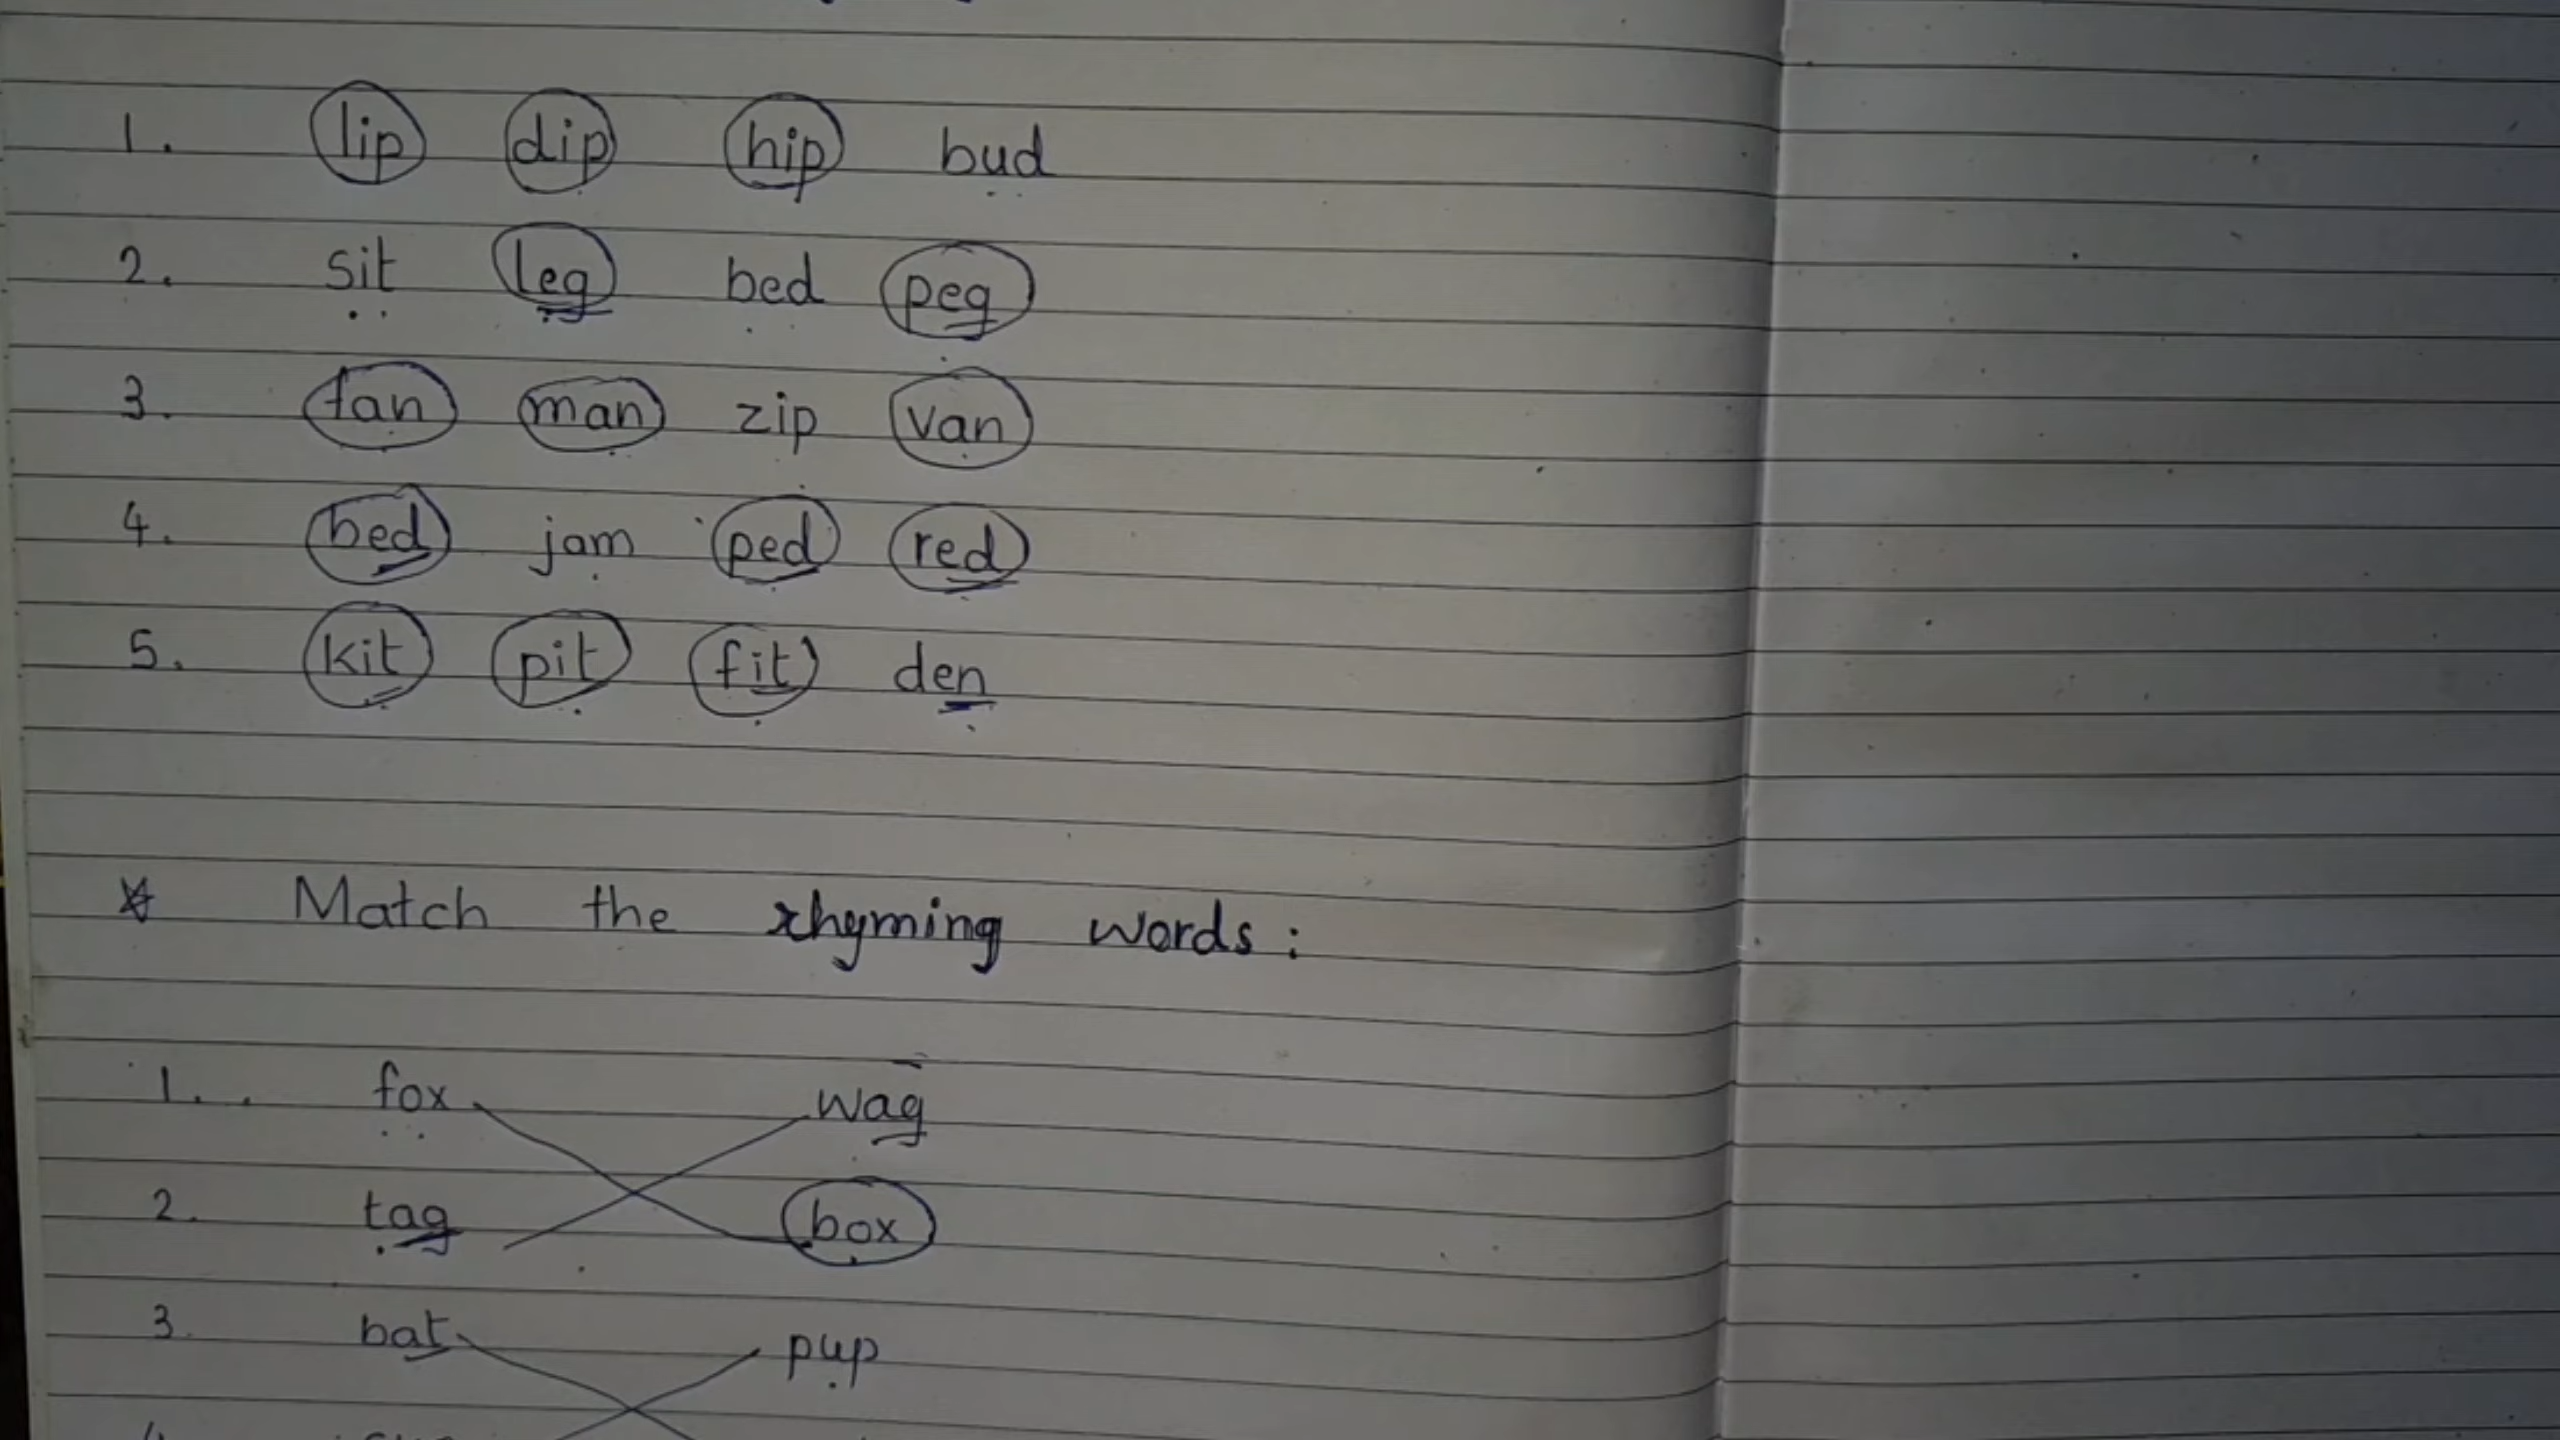 1. lip dip hip bud
2. sit leg bed peg
3. fan man zip van
4. bed jam ped red
5. kit pit fit den
Match the rhyming words:
1. fox wag
2. tag box
3. bat pup